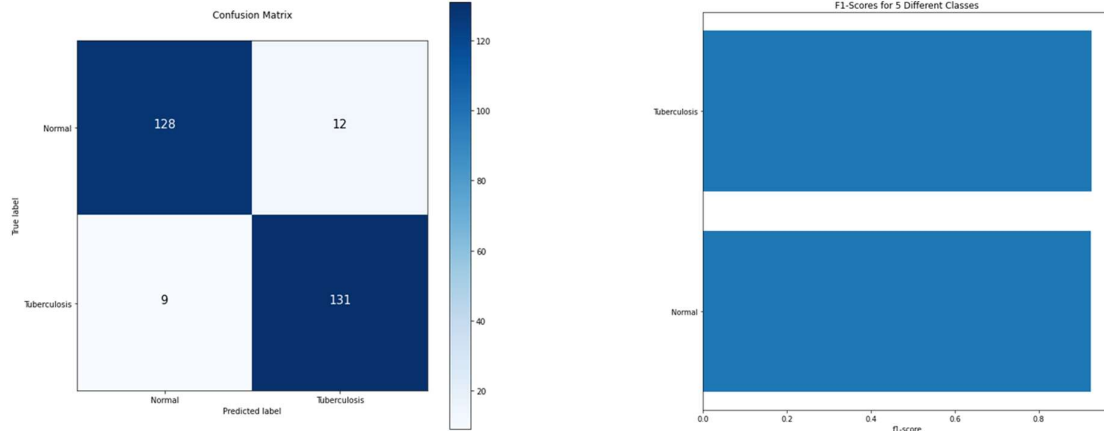 Confusion Matrix
Normal
128
12
True label
Tuberculosis
9
131
Normal
Tuberculosis
Predicted label
120
100
80
60
40
20
F1-Scores for 5 Different Classes
Tuberculosis
Normal
0.0
0.2
0.4
0.6
0.8
f1-score